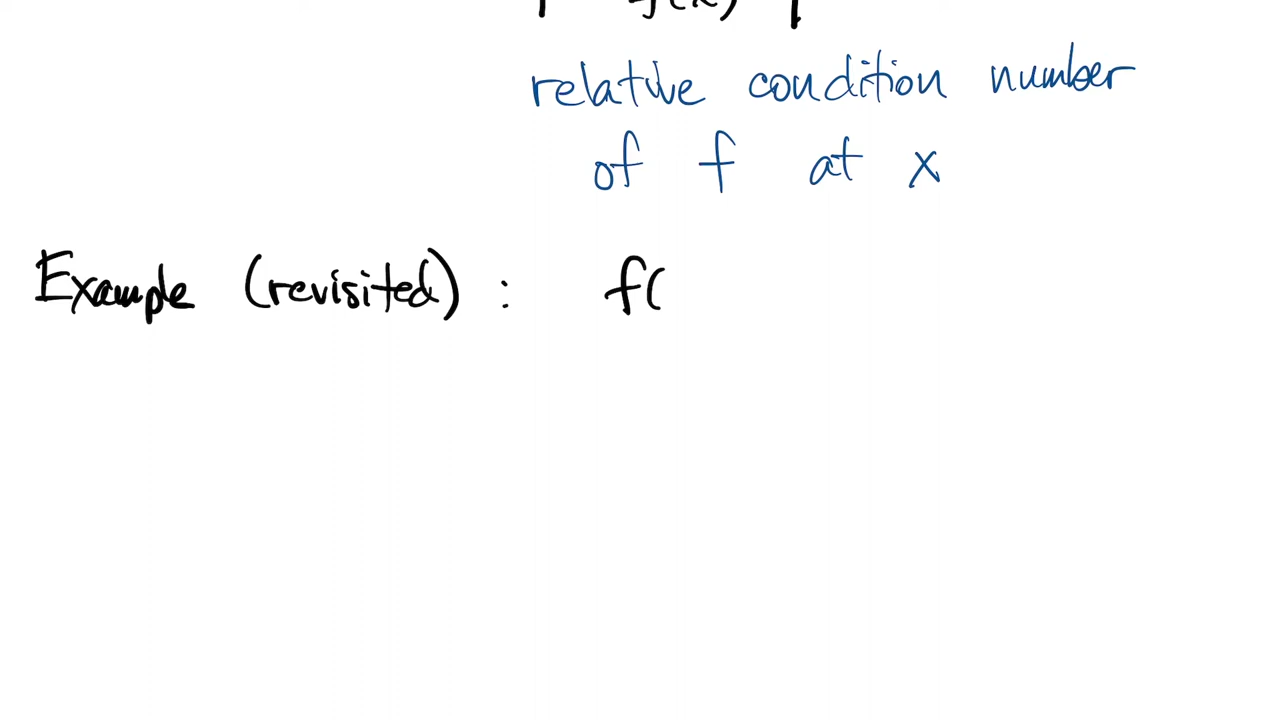 f(x)
relative condition number
of f at x
Example (revisited) : f(